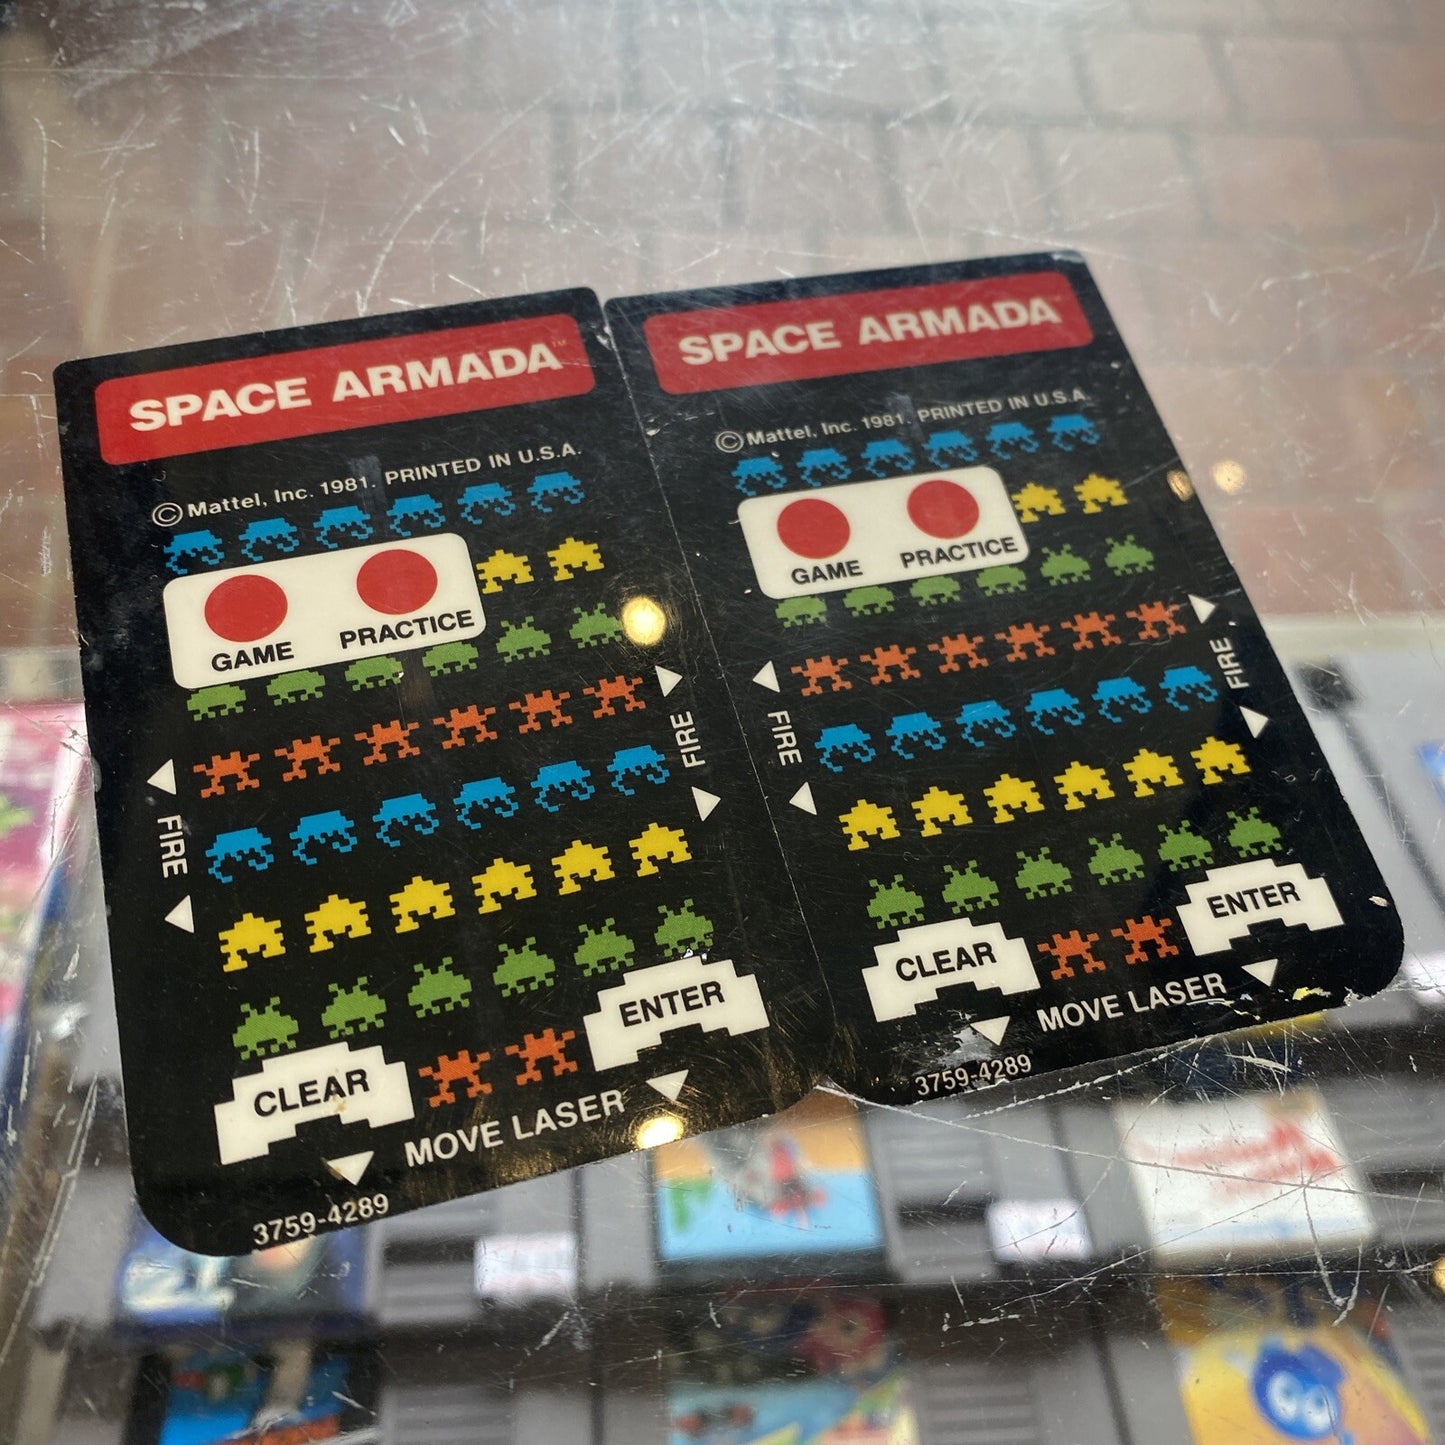 SPACE ARMADA™
© Mattel, Inc. 1981. PRINTED IN U.S.A.
GAME PRACTICE
FIRE
FIRE
CLEAR
ENTER
MOVE LASER
3759-4289
SPACE ARMADA™
© Mattel, Inc. 1981. PRINTED IN U.S.A.
GAME PRACTICE
FIRE
FIRE
CLEAR
ENTER
MOVE LASER
3759-4289